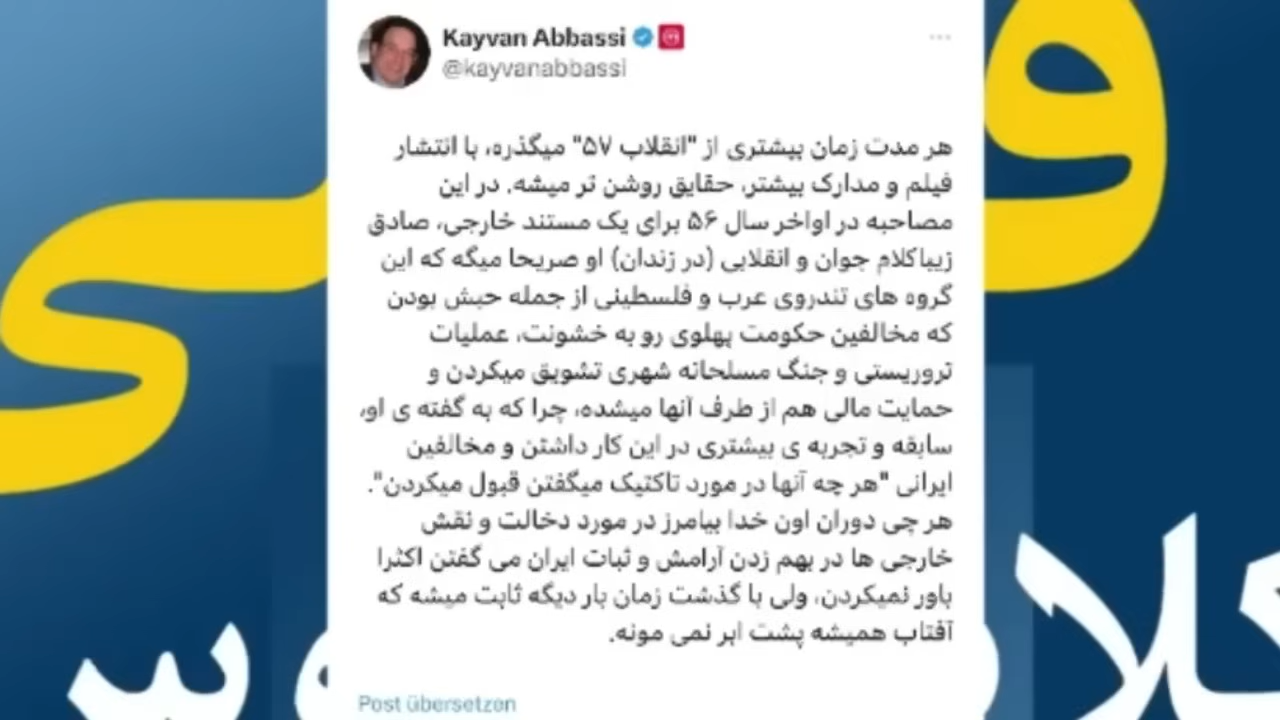 Kayvan Abbassi
@kayvanabbassi
هر مدت زمان بیشتری از "انقلاب ۵۷" میگذره، با انتشار
فیلم و مدارک بیشتر، حقایق روشن تر میشه. در این
مصاحبه در اواخر سال ۵۶ برای یک مستند خارجی، صادق
زیباکلام جوان و انقلابی (در زندان) او صریحا میگه که این
گروه های تندروی عرب و فلسطینی از جمله حبش بودن
که مخالفین حکومت پهلوی رو به خشونت، عملیات
تروریستی و جنگ مسلحانه شهری تشویق میکردن و
حمایت مالی هم از طرف آنها میشده، چرا که به گفته ی او،
سابقه و تجربه ی بیشتری در این کار داشتن و مخالفین
ایرانی "هر چه آنها در مورد تاکتیک میگفتن قبول میکردن".
هر چی دوران اون خدا بیامرز در مورد دخالت و نقش
خارجی ها در بهم زدن آرامش و ثبات ایران می گفتن اکثرا
باور نمیکردن، ولی با گذشت زمان بار دیگه ثابت میشه که
آفتاب همیشه پشت ابر نمی مونه.
Post übersetzen